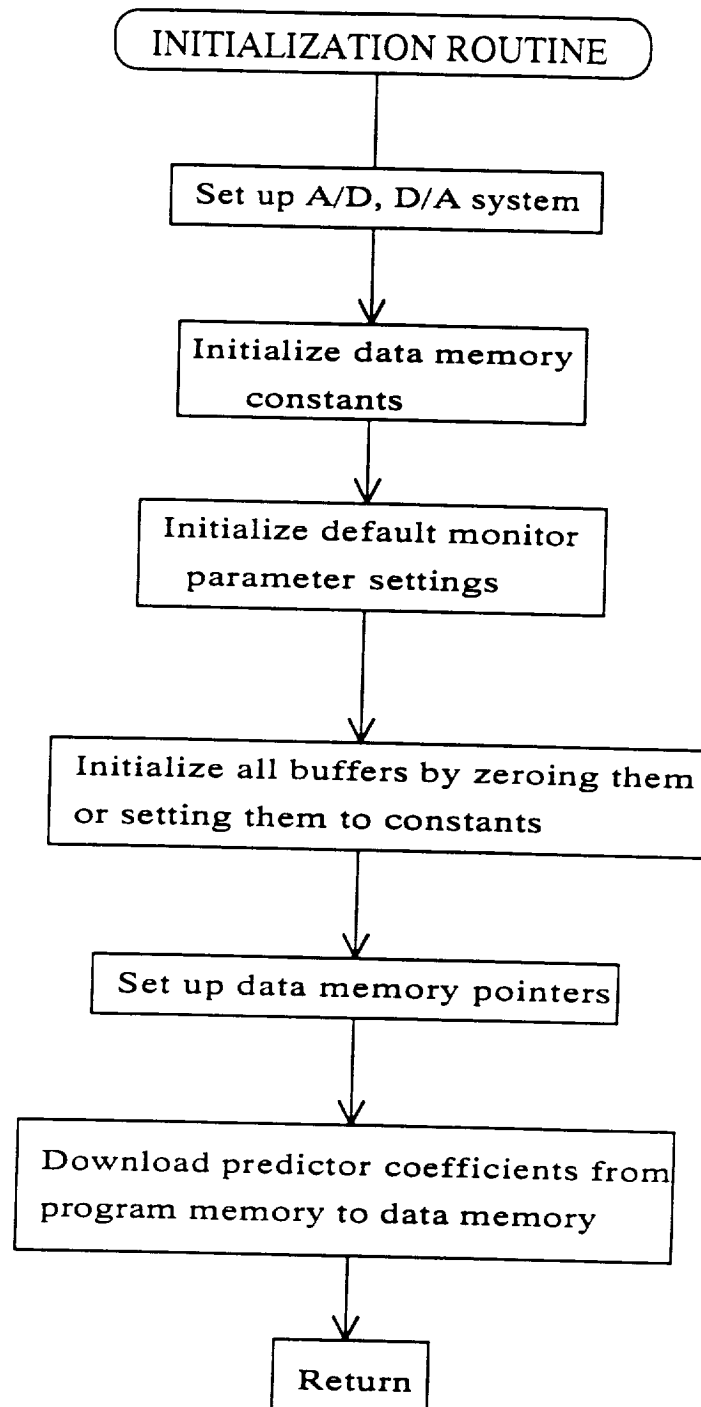 INITIALIZATION ROUTINE
Set up A/D, D/A system
Initialize data memory
constants
Initialize default monitor
parameter settings
Initialize all buffers by zeroing them
or setting them to constants
Set up data memory pointers
Download predictor coefficients from
program memory to data memory
Return